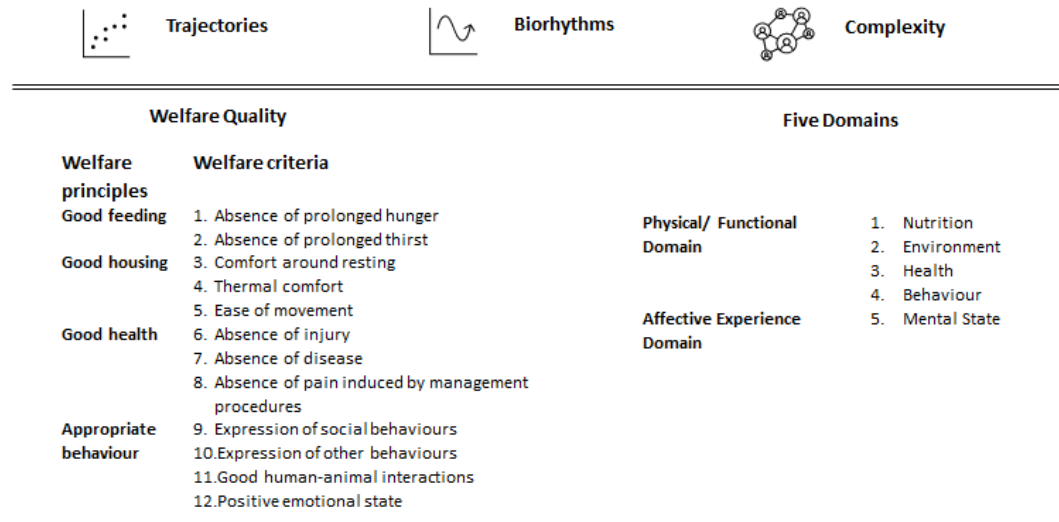 Trajectories
Biorhythms
Complexity
Welfare Quality
Welfare principles
Welfare criteria
Good feeding
1. Absence of prolonged hunger
2. Absence of prolonged thirst
Good housing
3. Comfort around resting
4. Thermal comfort
5. Ease of movement
Good health
6. Absence of injury
7. Absence of disease
8. Absence of pain induced by management
procedures
Appropriate
behaviour
9. Expression of social behaviours
10.Expression of other behaviours
11.Good human-animal interactions
12.Positive emotional state
Five Domains
Physical/ Functional
Domain
1. Nutrition
2. Environment
3. Health
4. Behaviour
Affective Experience
Domain
5. Mental State